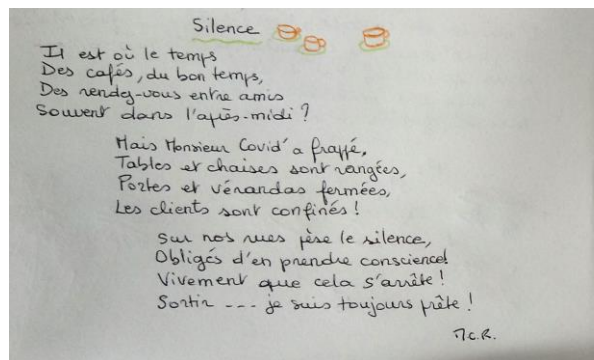 Silence
Il est où le temps
Des cafés, du bon temps,
Des rendez-vous entre amis
Souvent dans l'après-midi ?
Mais Monsieur Covid' a frappé,
Tables et chaises sont rangées,
Portes et vérandas fermées,
Les clients sont confinés !
Sur nos rues pèse le silence,
Obligés d'en prendre conscience !
Vivement que cela s'arrête !
Sortir --- je suis toujours prête !
M.C.R.